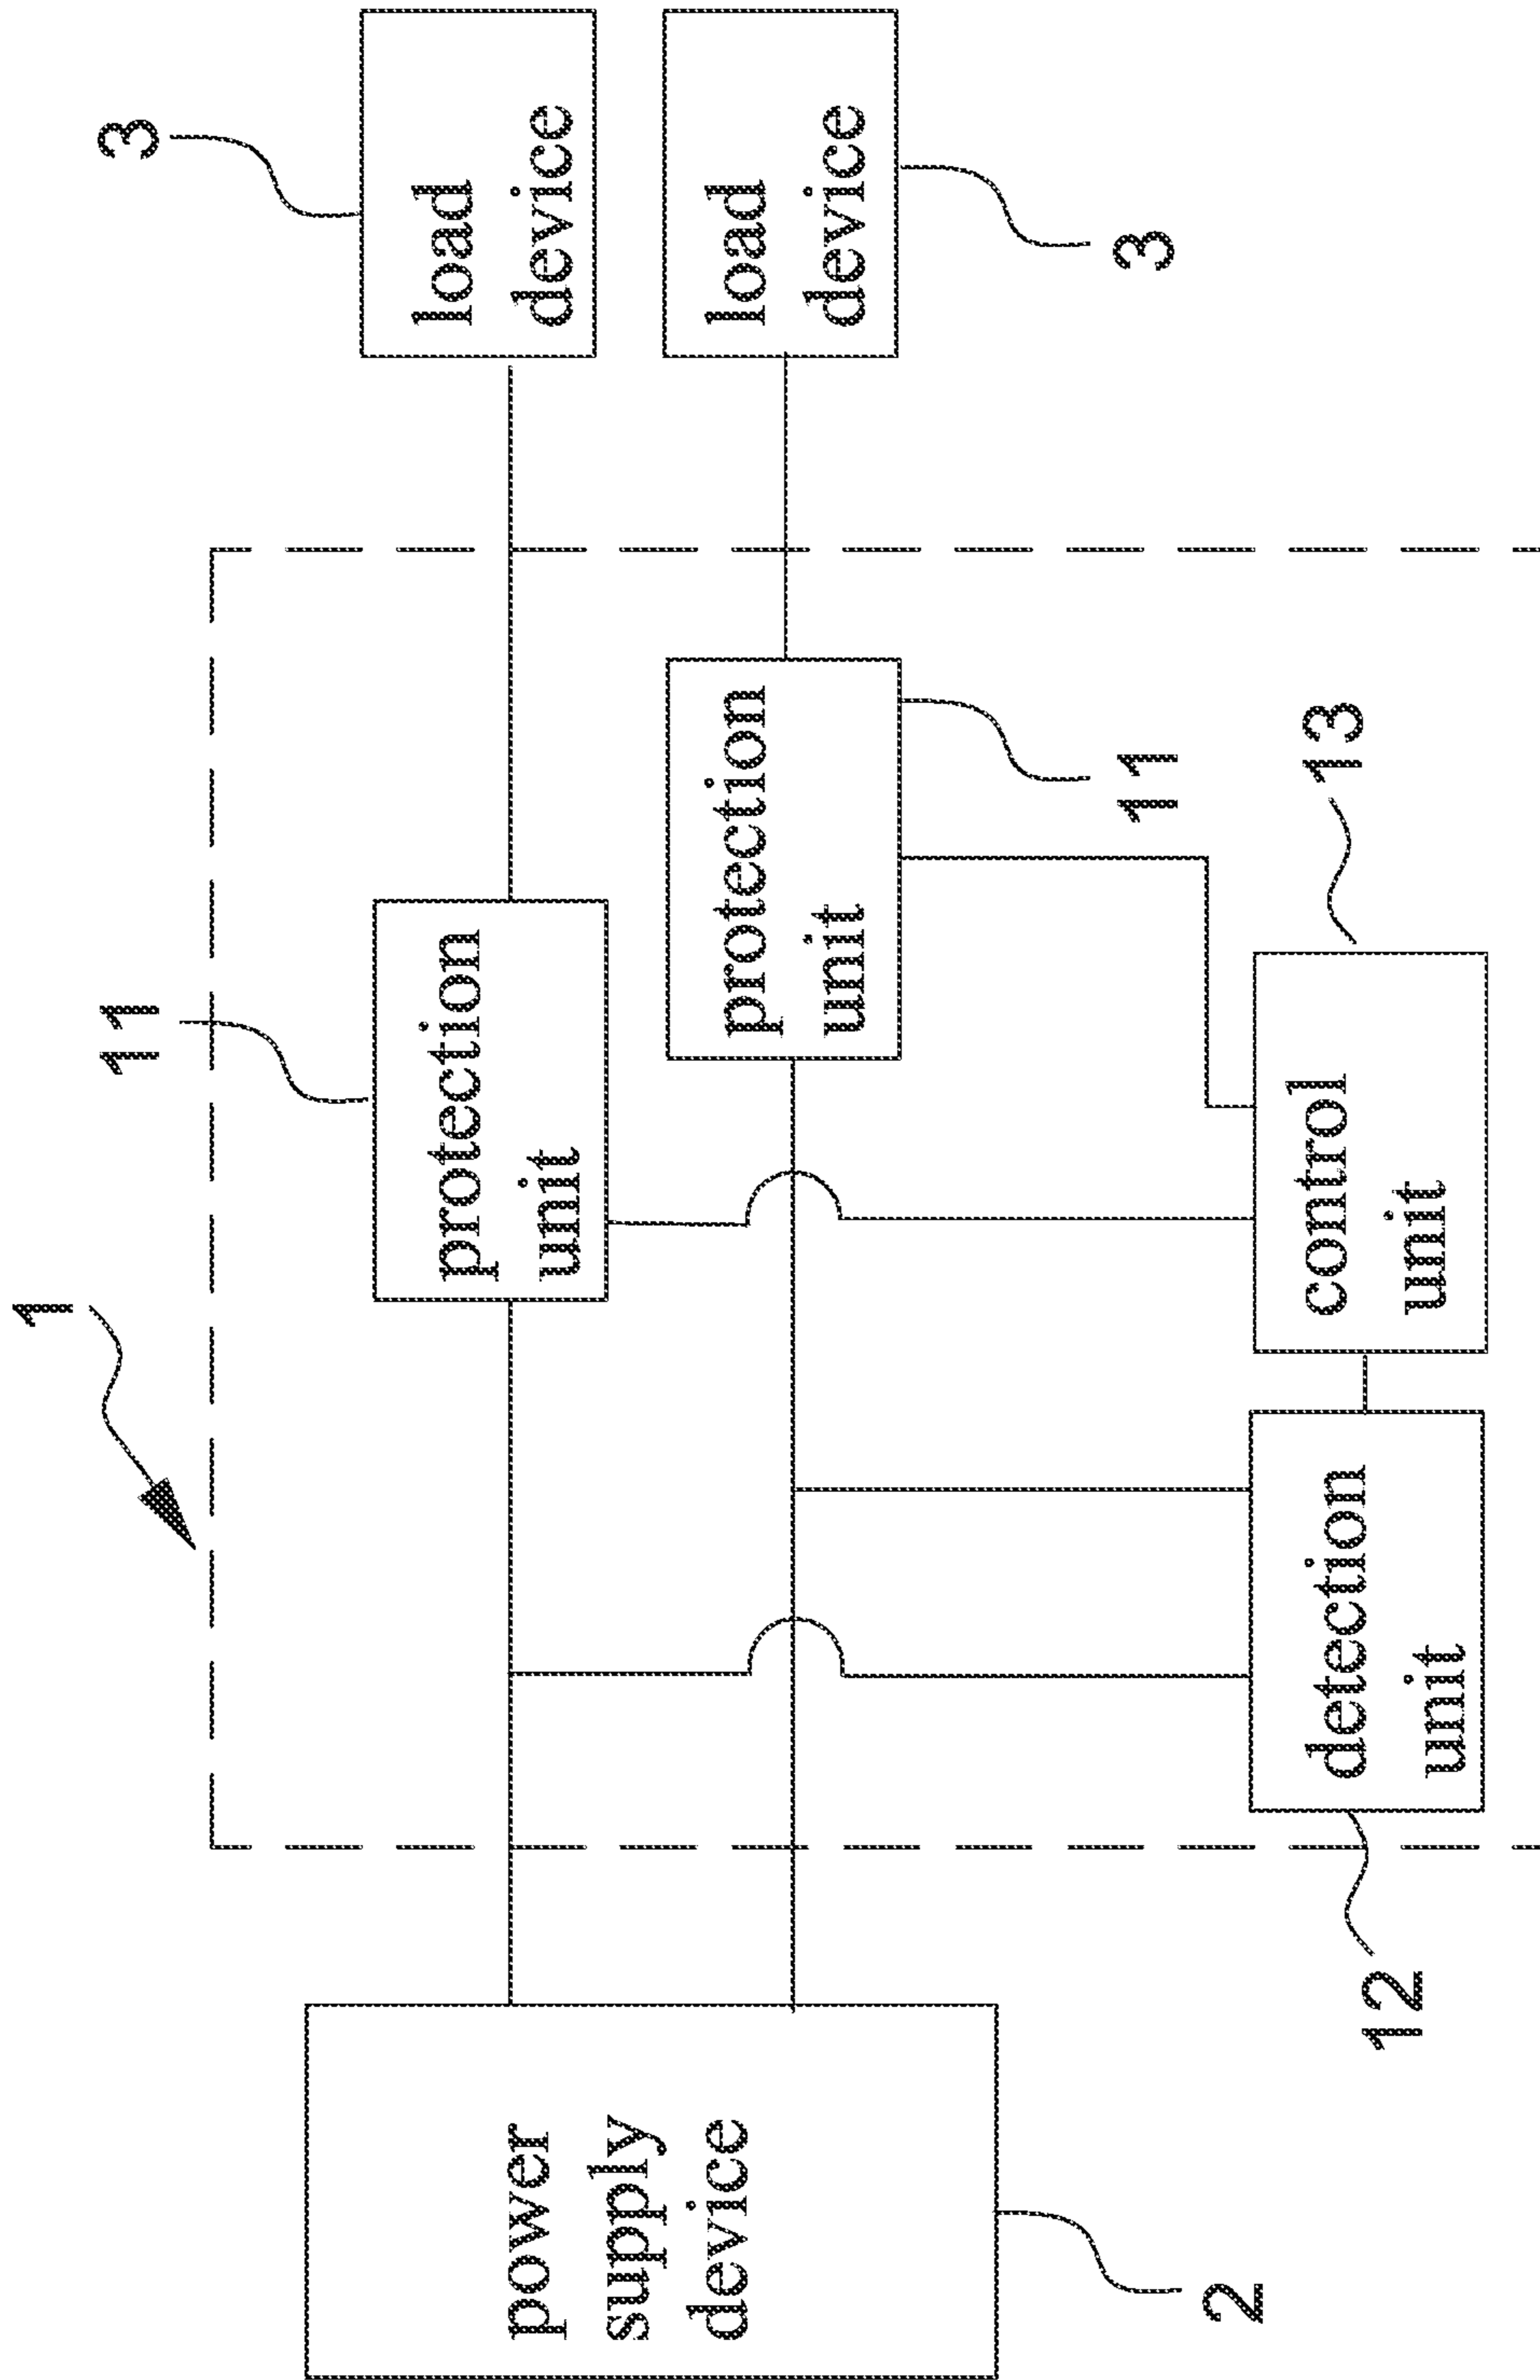 1
11
3
power
supply
device
2
protection
unit
load
device
protection
unit
11
load
device
3
detection
unit
12
control
unit
13